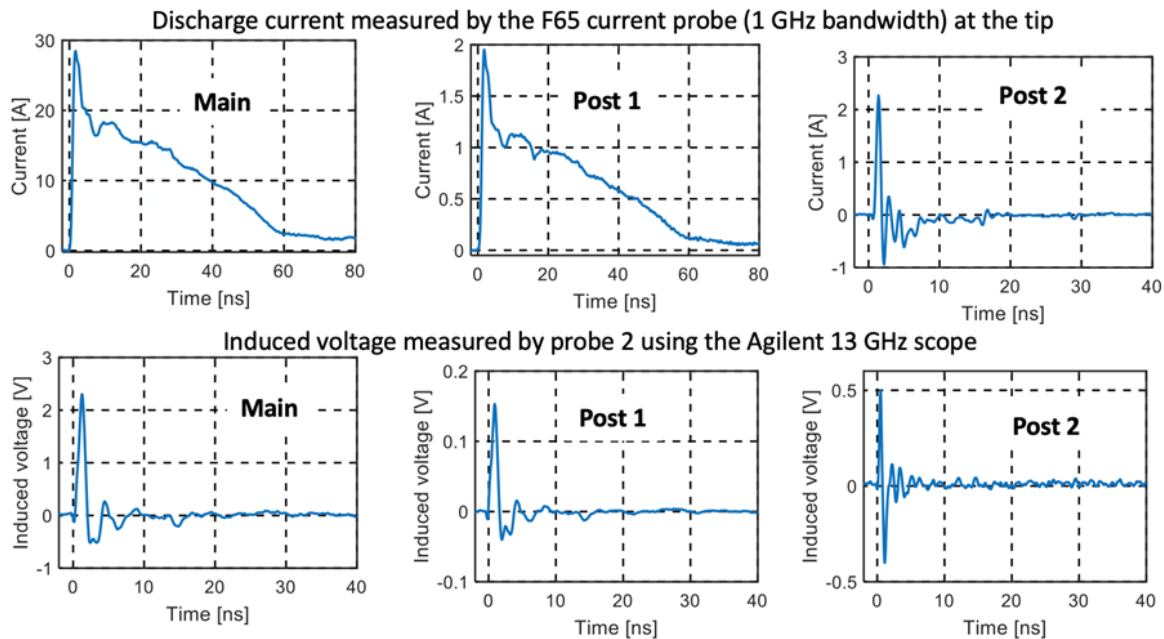 Discharge current measured by the F65 current probe (1 GHz bandwidth) at the tip
Current [A]
30
20
10
0
Main
0 20 40 60 80
Time [ns]
Current [A]
2
1.5
1
0.5
0
Post 1
0 20 40 60 80
Time [ns]
Current [A]
3
2
1
0
-1
Post 2
0 10 20 30 40
Time [ns]
Induced voltage measured by probe 2 using the Agilent 13 GHz scope
Induced voltage [V]
3
2
1
0
-1
Main
0 10 20 30 40
Time [ns]
Induced voltage [V]
0.2
0.1
0
-0.1
Post 1
0 10 20 30 40
Time [ns]
Induced voltage [V]
0.5
0
-0.5
Post 2
0 10 20 30 40
Time [ns]